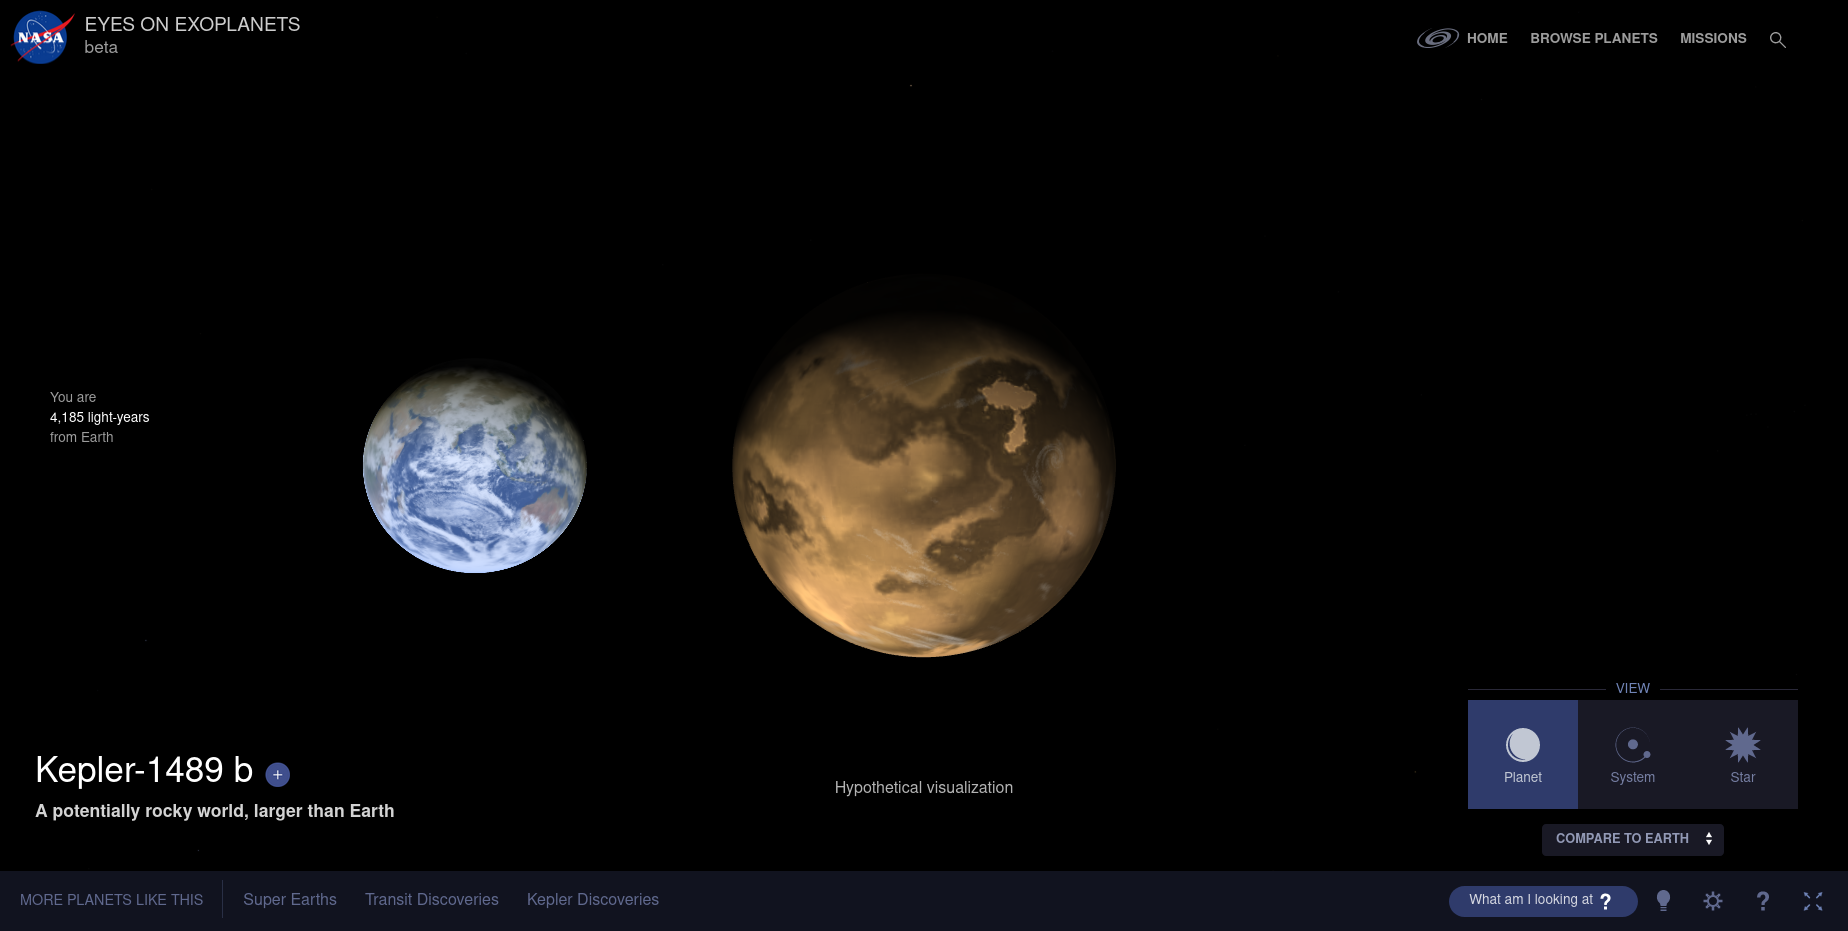 NASA
EYES ON EXOPLANETS
beta
HOME
BROWSE PLANETS
MISSIONS
You are
4,185 light-years
from Earth
VIEW
Planet
System
Star
Kepler-1489 b +
A potentially rocky world, larger than Earth
Hypothetical visualization
COMPARE TO EARTH
MORE PLANETS LIKE THIS
Super Earths
Transit Discoveries
Kepler Discoveries
What am I looking at ?
?